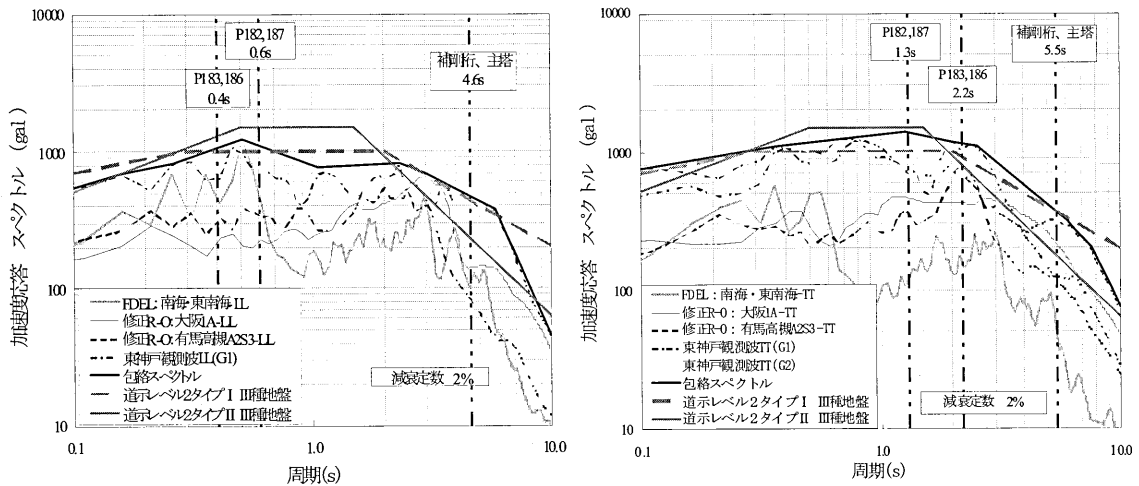 10000
1000
100
10
加速度応答 スペクトル (gal)
0.1
1.0
10.0
周期(s)
P182,187
0.6s
P183,186
0.4s
補剛桁、主塔
4.6s
FDEL:南海・東南海-LL
修正R-O:大阪1A-LL
修正R-O:有馬高槻A2S3-LL
東神戸観測波LL(G1)
包絡スペクトル
道示レベル2タイプⅠ Ⅲ種地盤
道示レベル2タイプⅡ Ⅲ種地盤
減衰定数 2%
10000
1000
100
10
加速度応答 スペクトル (gal)
0.1
1.0
10.0
周期(s)
P182,187
1.3s
P183,186
2.2s
補剛桁、主塔
5.5s
FDEL:南海・東南海-TT
修正R-O:大阪1A-TT
修正R-O:有馬高槻A2S3-TT
東神戸観測波TT(G1)
東神戸観測波TT(G2)
包絡スペクトル
道示レベル2タイプⅠ Ⅲ種地盤
道示レベル2タイプⅡ Ⅲ種地盤
減衰定数 2%